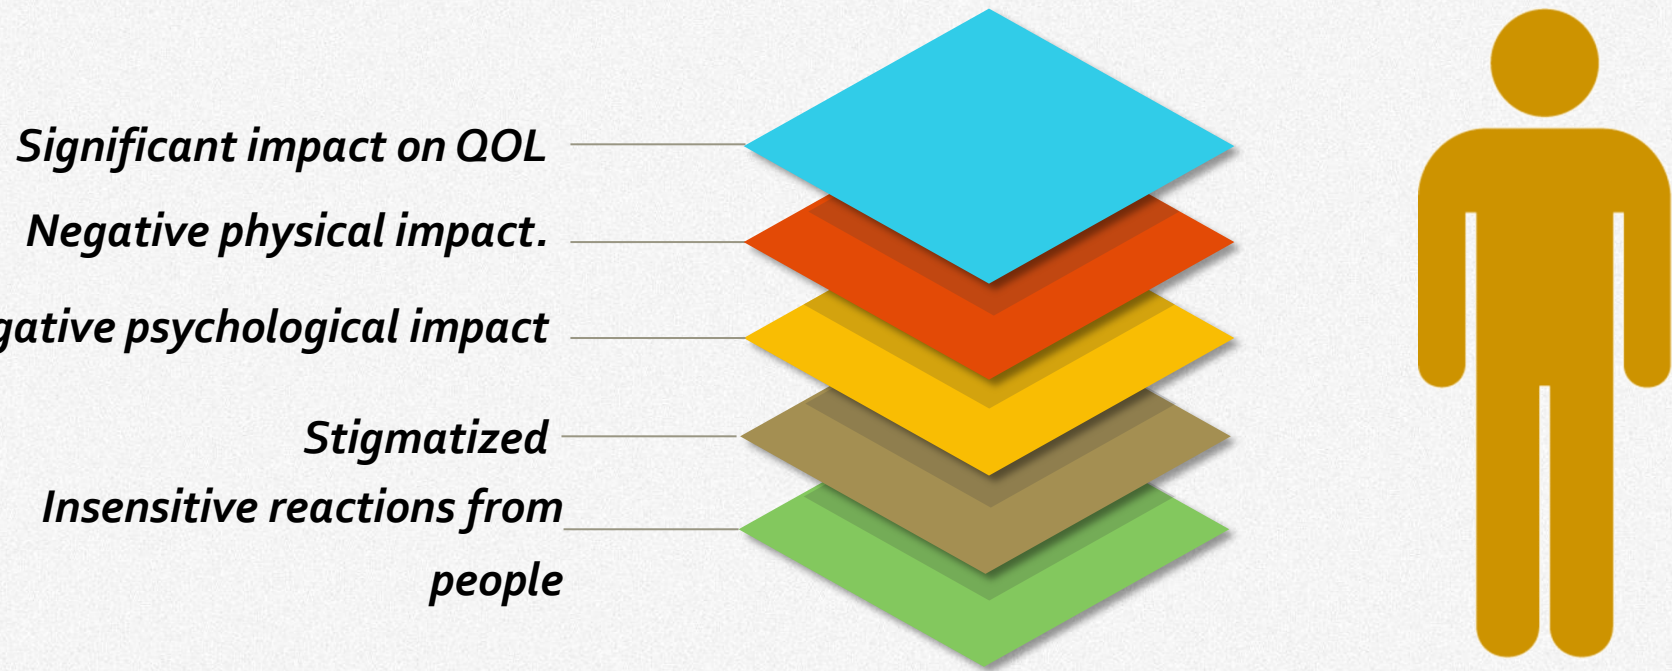 Significant impact on QOL
Negative physical impact.
gative psychological impact
Stigmatized
Insensitive reactions from
people